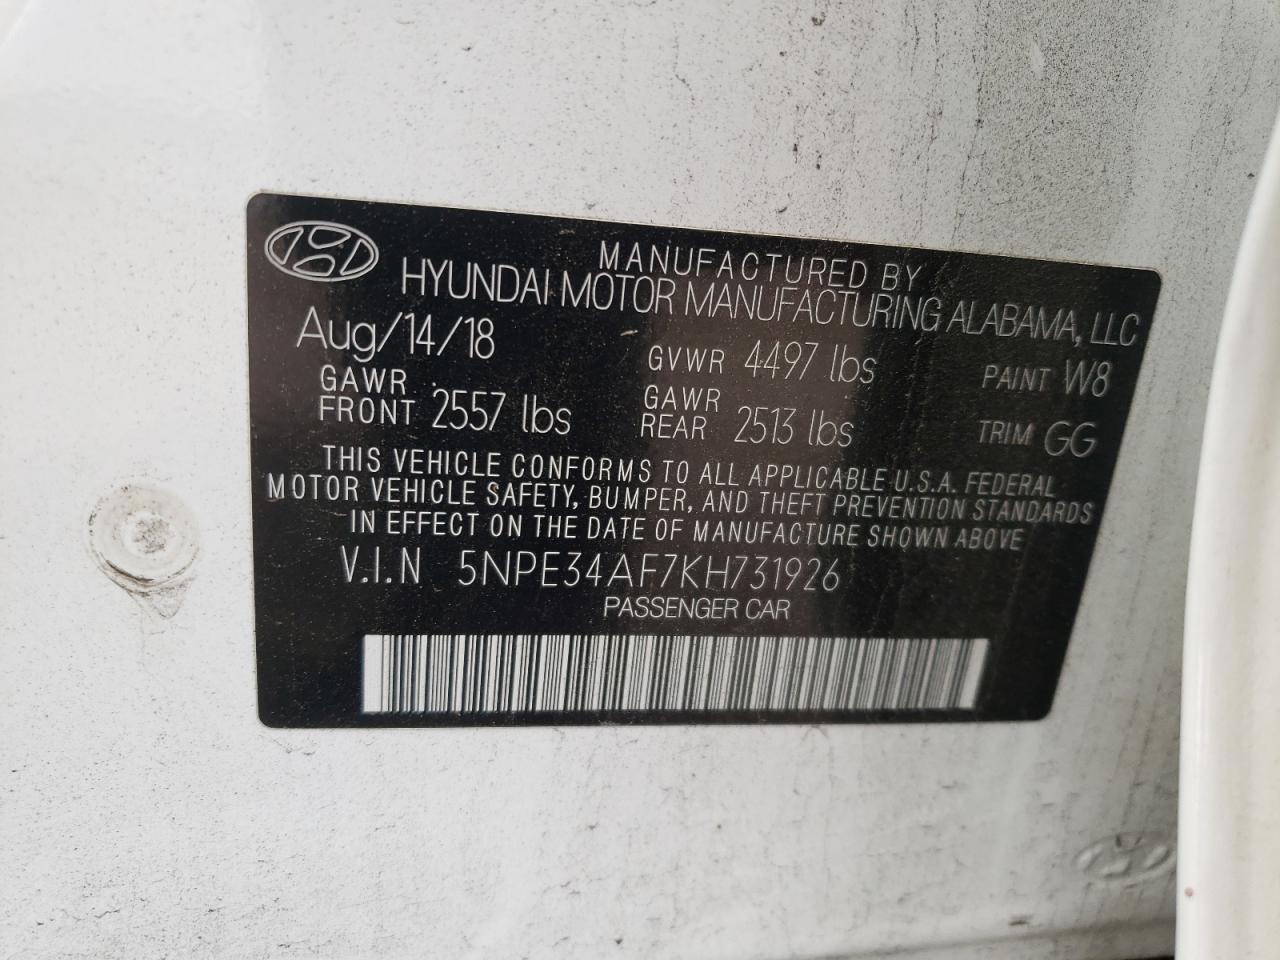 MANUFACTURED BY
HYUNDAI MOTOR MANUFACTURING ALABAMA, LLC
Aug/14/18 GVWR 4497 lbs PAINT W8
GAWR FRONT 2557 lbs GAWR REAR 2513 lbs TRIM GG
THIS VEHICLE CONFORMS TO ALL APPLICABLE U.S.A. FEDERAL
MOTOR VEHICLE SAFETY, BUMPER, AND THEFT PREVENTION STANDARDS
IN EFFECT ON THE DATE OF MANUFACTURE SHOWN ABOVE
V.I.N 5NPE34AF7KH731926
PASSENGER CAR